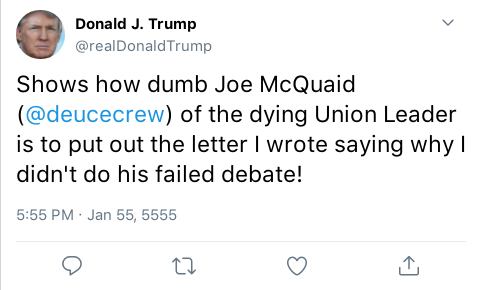 Donald J. Trump
@realDonaldTrump
Shows how dumb Joe McQuaid
(@deucecrew) of the dying Union Leader
is to put out the letter I wrote saying why I
didn't do his failed debate!
5:55 PM · Jan 55, 5555